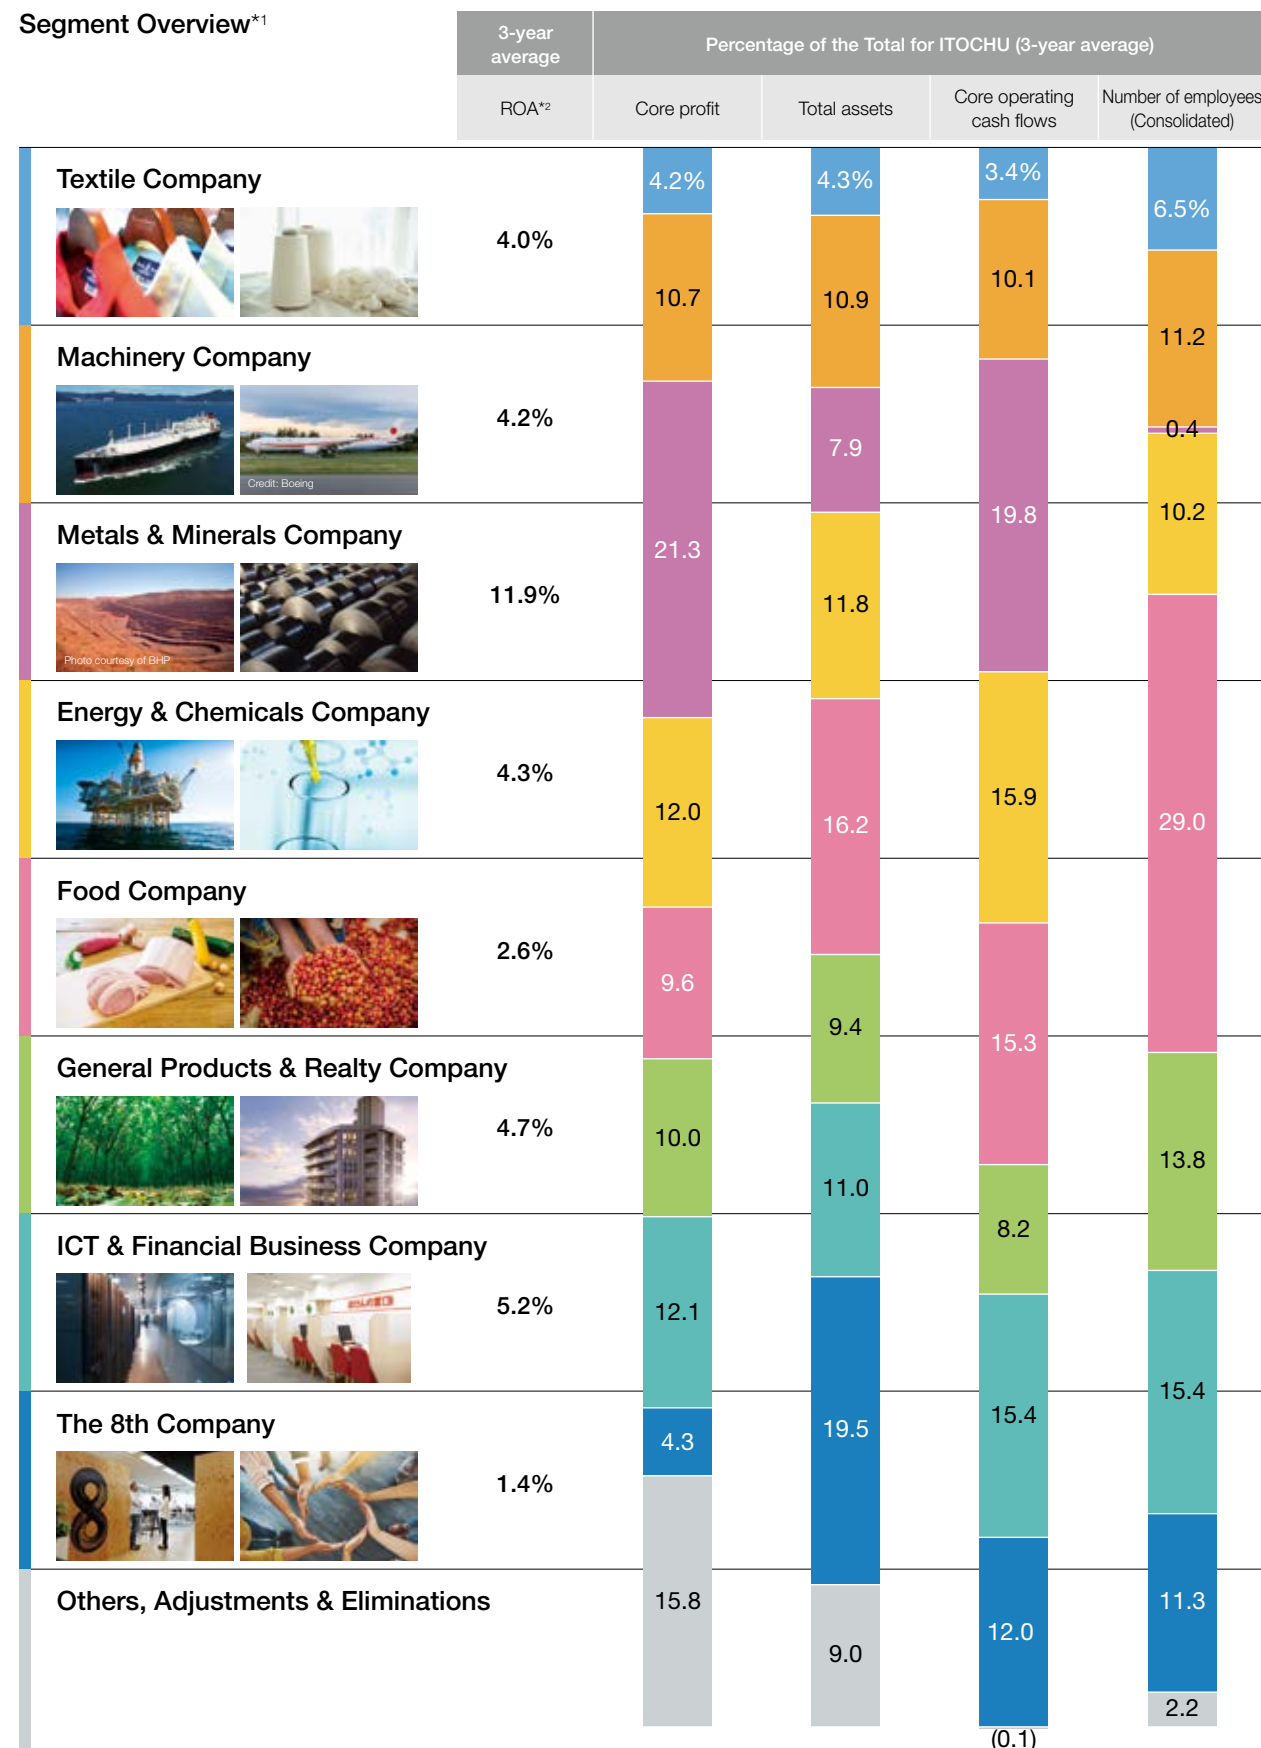 Segment Overview*1
3-year
average
Percentage of the Total for ITOCHU (3-year average)
ROA*2
Core profit
Total assets
Core operating
cash flows
Number of employees
(Consolidated)
Textile Company
4.0%
4.2%
4.3%
3.4%
6.5%
Machinery Company
Credit: Boeing
4.2%
10.7
10.9
10.1
11.2
Metals & Minerals Company
Photo courtesy of BHP
11.9%
21.3
7.9
19.8
0.4
Energy & Chemicals Company
4.3%
12.0
11.8
15.9
10.2
Food Company
2.6%
9.6
16.2
15.3
29.0
General Products & Realty Company
4.7%
10.0
9.4
8.2
13.8
ICT & Financial Business Company
5.2%
12.1
11.0
15.4
15.4
The 8th Company
8
1.4%
4.3
19.5
12.0
11.3
Others, Adjustments & Eliminations
15.8
9.0
(0.1)
2.2